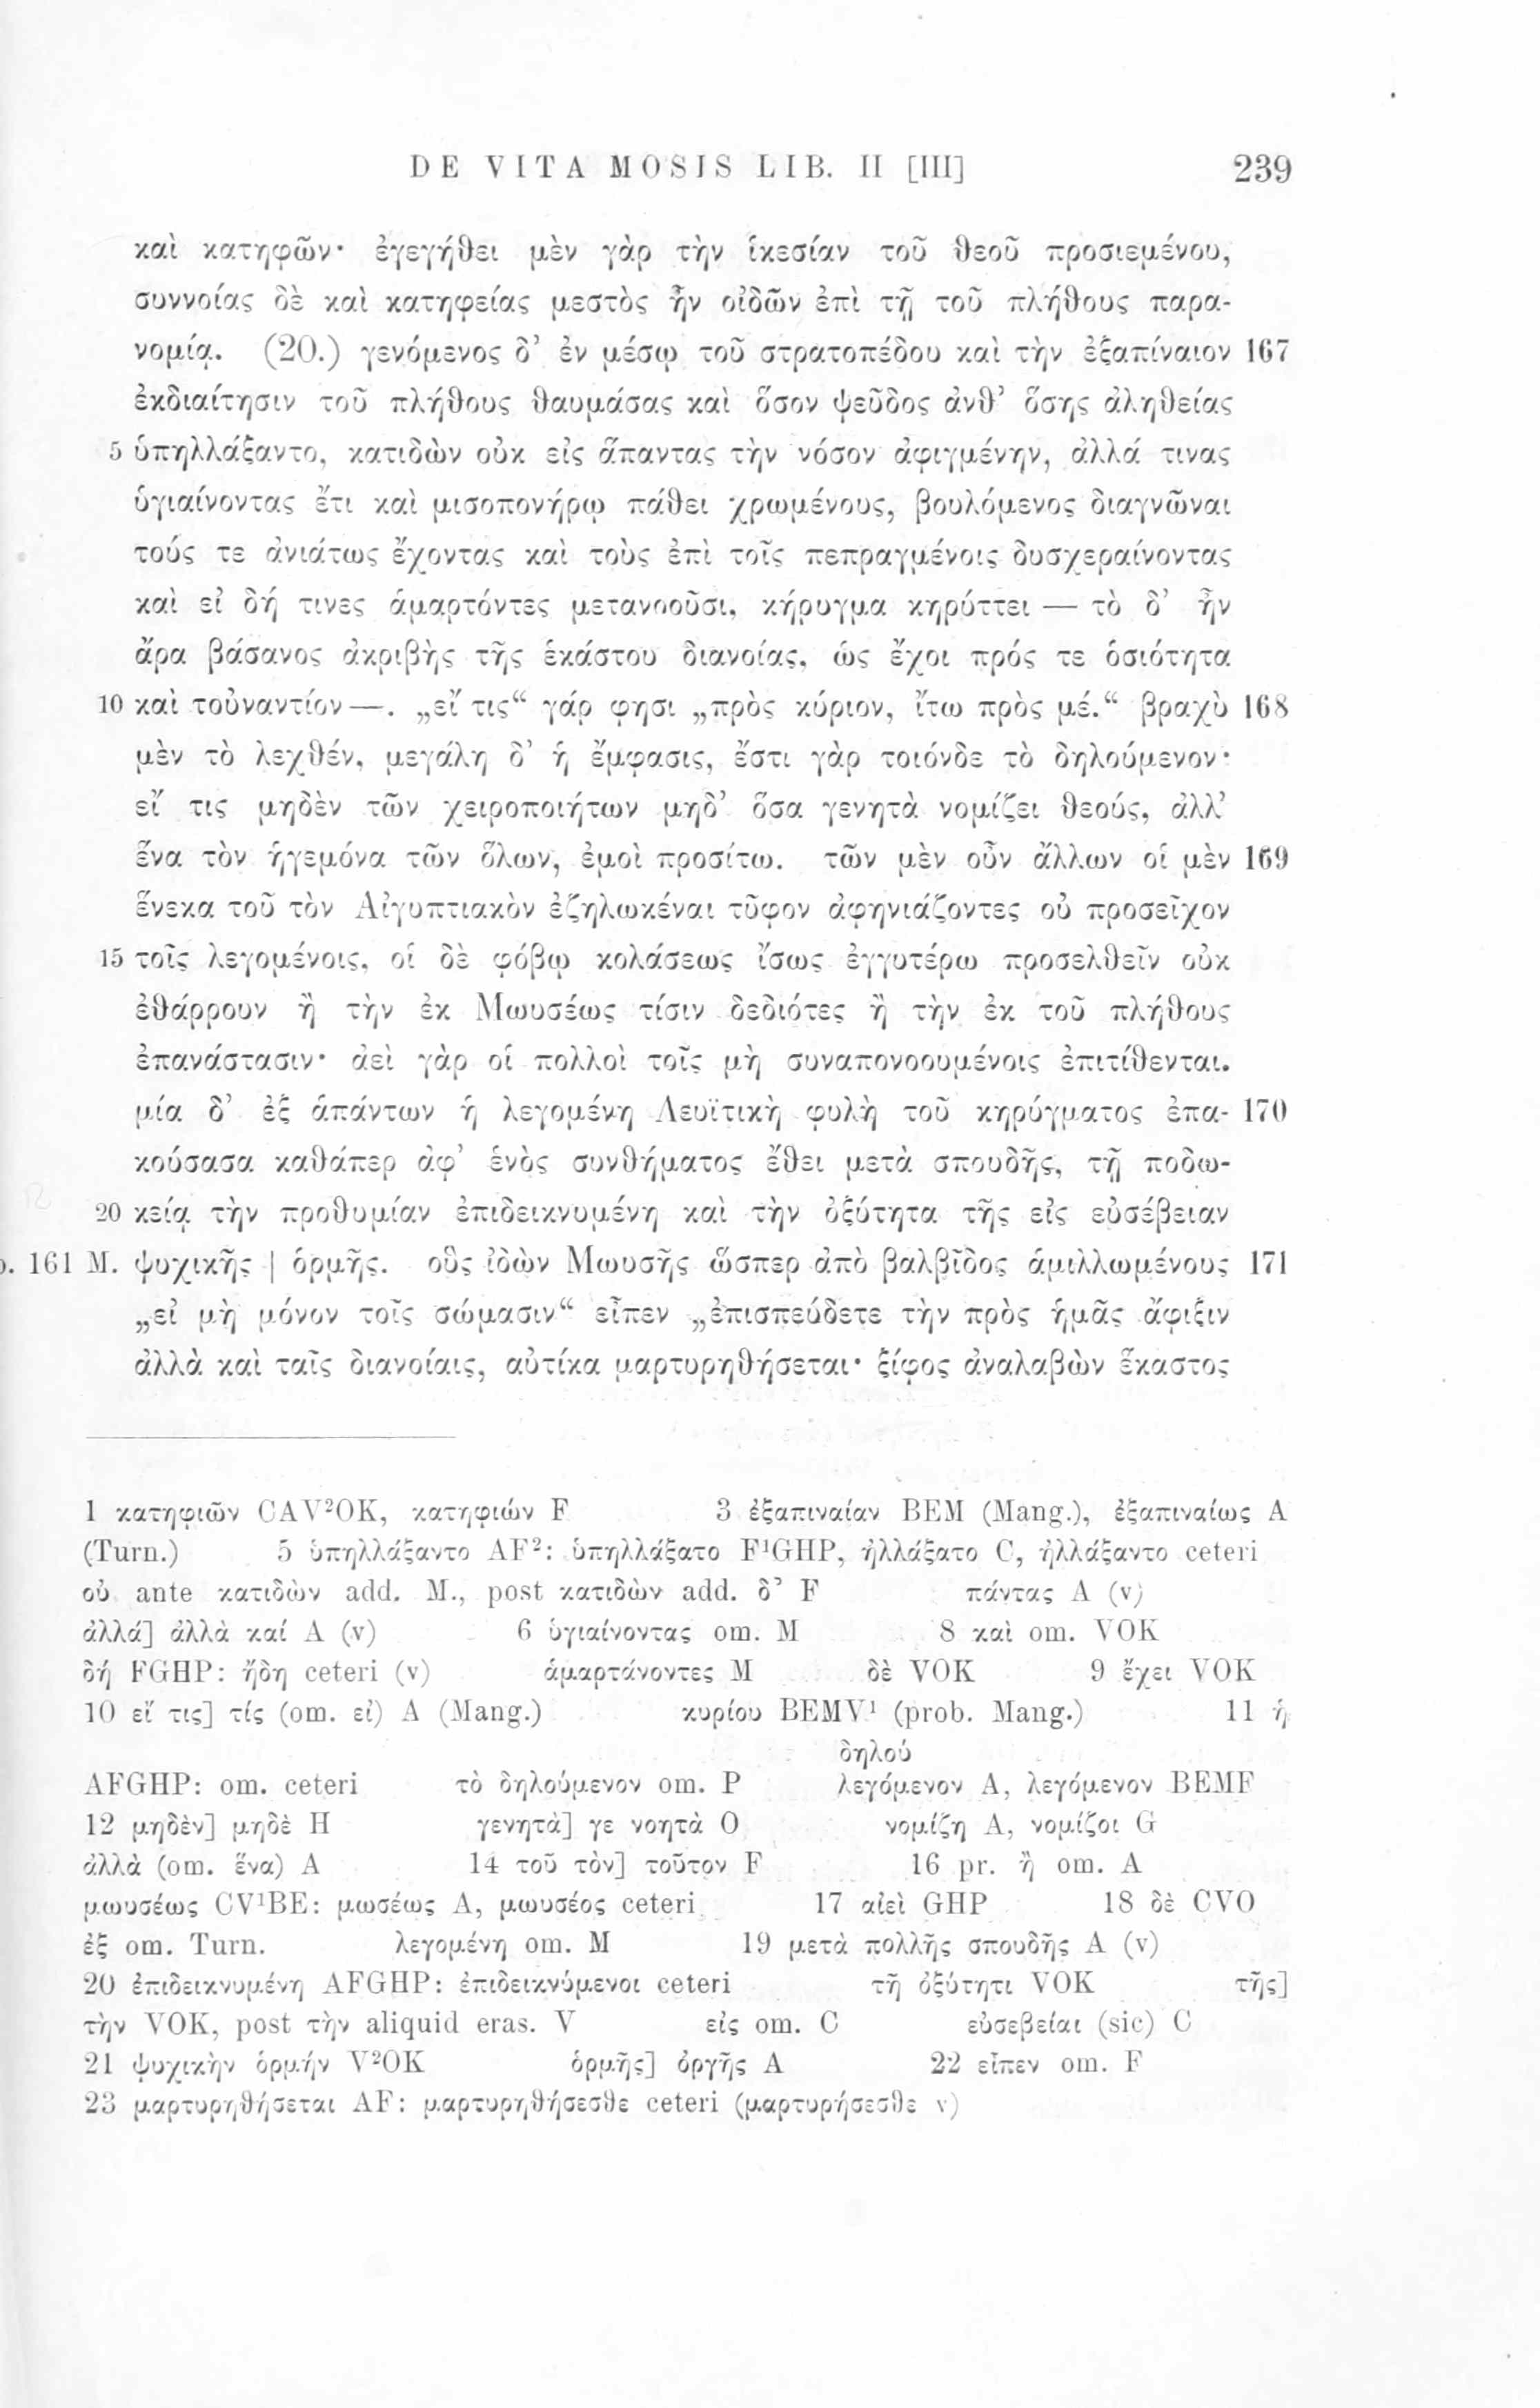 DE VITA MOSIS LIB. II [III] 239
καὶ κατηφῶν· ἐγεγήθει μὲν γὰρ τὴν ἱκεσίαν τοῦ θεοῦ προσιεμένου,
συννοίας δὲ καὶ κατηφείας μεστὸς ἦν οἰδῶν ἐπὶ τῇ τοῦ πλήθους παρα-
νομίᾳ. (20.) γενόμενος δ’ ἐν μέσῳ τοῦ στρατοπέδου καὶ τὴν ἐξαπίναιον 167
ἐκδιαίτησιν τοῦ πλήθους θαυμάσας καὶ ὅσον ψεῦδος ἀνθ’ ὅσης ἀληθείας
5 ὑπηλλάξαντο, κατιδὼν οὐκ εἰς ἅπαντας τὴν νόσον ἀφιγμένην, ἀλλά τινας
ὑγιαίνοντας ἔτι καὶ μισοπονήρῳ πάθει χρωμένους, βουλόμενος διαγνῶναι
τούς τε ἀνιάτως ἔχοντας καὶ τοὺς ἐπὶ τοῖς πεπραγμένοις δυσχεραίνοντας
καὶ εἰ δή τινες ἁμαρτόντες μετανοοῦσι, κήρυγμα κηρύττει — τὸ δ’ ἦν
ἄρα βάσανος ἀκριβὴς τῆς ἑκάστου διανοίας, ὡς ἔχοι πρός τε ὁσιότητα
10 καὶ τοὐναντίον —. „εἴ τις“ γάρ φησι „πρὸς κύριον, ἴτω πρὸς μέ.“ βραχὺ 168
μὲν τὸ λεχθέν, μεγάλη δ’ ἡ ἔμφασις, ἔστι γὰρ τοιόνδε τὸ δηλούμενον·
εἴ τις μηδὲν τῶν χειροποιήτων μηδ’ ὅσα γενητὰ νομίζει θεούς, ἀλλ’
ἕνα τὸν ἡγεμόνα τῶν ὅλων, ἐμοὶ προσίτω. τῶν μὲν οὖν ἄλλων οἱ μὲν 169
ἕνεκα τοῦ τὸν Αἰγυπτιακὸν ἐζηλωκέναι τῦφον ἀφηνιάζοντες οὐ προσεῖχον
15 τοῖς λεγομένοις, οἱ δὲ φόβῳ κολάσεως ἴσως ἐγγυτέρω προσελθεῖν οὐκ
ἐθάρρουν ἢ τὴν ἐκ Μωυσέως τίσιν δεδιότες ἢ τὴν ἐκ τοῦ πλήθους
ἐπανάστασιν· ἀεὶ γὰρ οἱ πολλοὶ τοῖς μὴ συναπονοουμένοις ἐπιτίθενται.
μία δ’ ἐξ ἁπάντων ἡ λεγομένη Λευϊτικὴ φυλὴ τοῦ κηρύγματος ἐπα- 170
κούσασα καθάπερ ἀφ’ ἑνὸς συνθήματος ἔθει μετὰ σπουδῆς, τῇ ποδω-
20 κείᾳ τὴν προθυμίαν ἐπιδεικνυμένη καὶ τὴν ὀξύτητα τῆς εἰς εὐσέβειαν
p. 161 M. ψυχικῆς | ὁρμῆς. οὓς ἰδὼν Μωυσῆς ὥσπερ ἀπὸ βαλβῖδος ἁμιλλωμένους 171
„εἰ μὴ μόνον τοῖς σώμασιν“ εἶπεν „ἐπισπεύδετε τὴν πρὸς ἡμᾶς ἄφιξιν
ἀλλὰ καὶ ταῖς διανοίαις, αὐτίκα μαρτυρηθήσεται· ξίφος ἀναλαβὼν ἕκαστος
1 κατηφιῶν CAV²OK, κατηφιών F 3 ἐξαπιναίαν BEM (Mang.), ἐξαπιναίως A
(Turn.) 5 ὑπηλλάξαντο AF²: ὑπηλλάξατο F¹GHP, ἠλλάξατο C, ἠλλάξαντο ceteri
οὐ ante κατιδὼν add. M., post κατιδὼν add. δ’ F πάντας A (v)
ἀλλά] ἀλλὰ καί A (v) 6 ὑγιαίνοντας om. M 8 καὶ om. VOK
δή FGHP: ἤδη ceteri (v) ἁμαρτάνοντες M δὲ VOK 9 ἔχει VOK
10 εἴ τις] τίς (om. εἰ) A (Mang.) κυρίου BEMV¹ (prob. Mang.) 11 ἡ
δηλού
AFGHP: om. ceteri τὸ δηλούμενον om. P λεγόμενον A, λεγόμενον BEMF
12 μηδὲν] μηδὲ H γενητὰ] γε νοητὰ O νομίζῃ A, νομίζοι G
ἀλλὰ (om. ἕνα) A 14 τοῦ τὸν] τοῦτον F 16 pr. ἢ om. A
μωυσέως CV¹BE: μωσέως A, μωυσέος ceteri 17 αἰεὶ GHP 18 δὲ CVO
ἐξ om. Turn. λεγομένη om. M 19 μετὰ πολλῆς σπουδῆς A (v)
20 ἐπιδεικνυμένη AFGHP: ἐπιδεικνύμενοι ceteri τῇ ὀξύτητι VOK τῆς]
τὴν VOK, post τὴν aliquid eras. V εἰς om. C εὐσεβείαι (sic) C
21 ψυχικὴν ὁρμήν V²OK ὁρμῆς] ὀργῆς A 22 εἶπεν om. F
23 μαρτυρηθήσεται AF: μαρτυρηθήσεσθε ceteri (μαρτυρήσεσθε v)